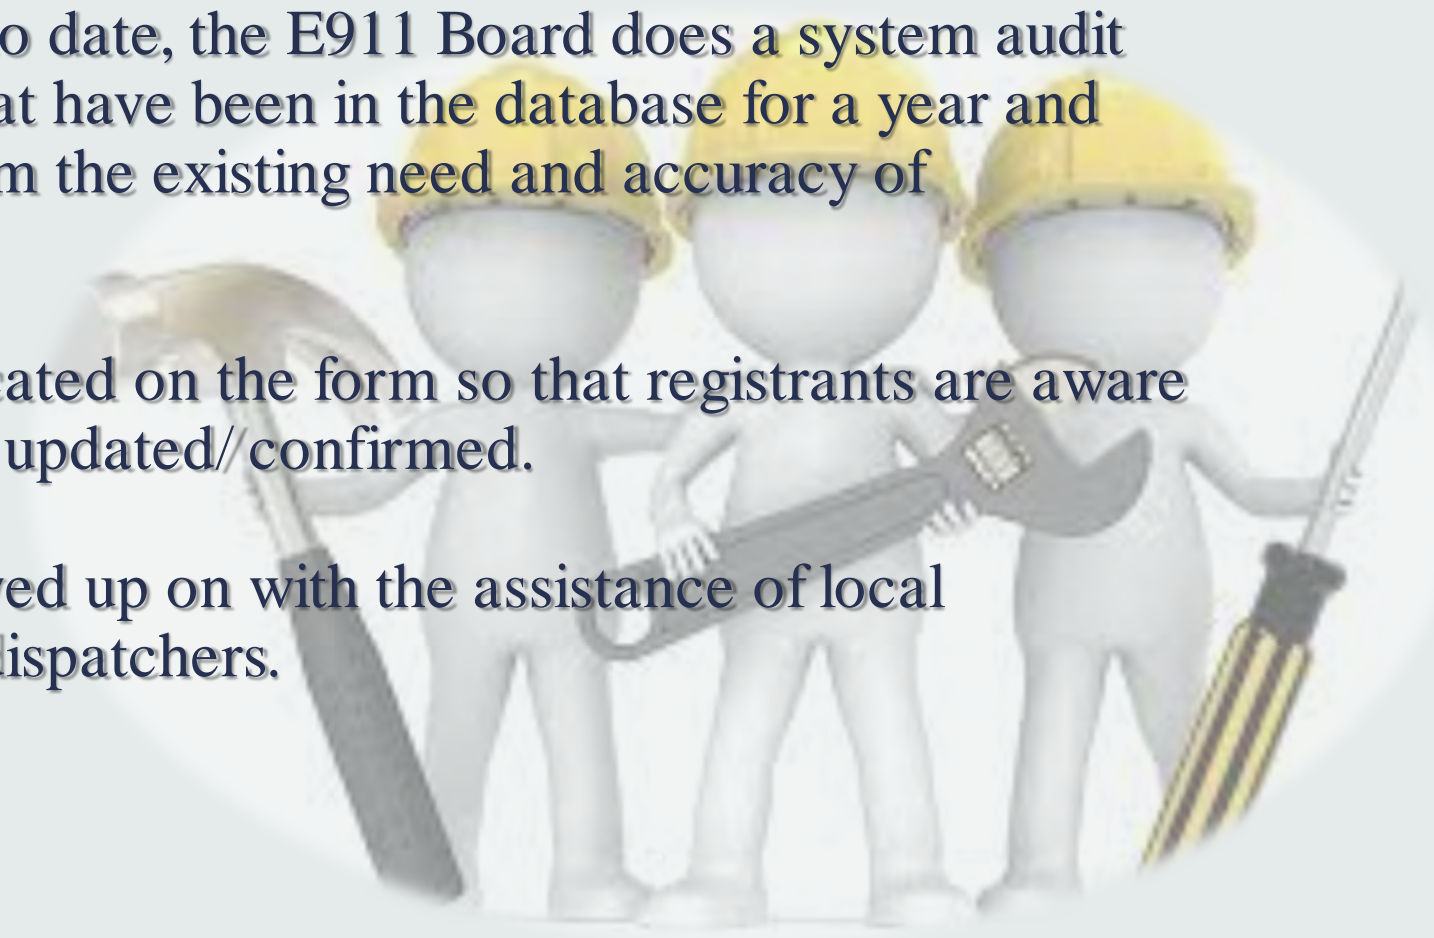 o date, the E911 Board does a system audit
at have been in the database for a year and
m the existing need and accuracy of
cated on the form so that registrants are aware
updated/confirmed.
ved up on with the assistance of local
dispatchers.